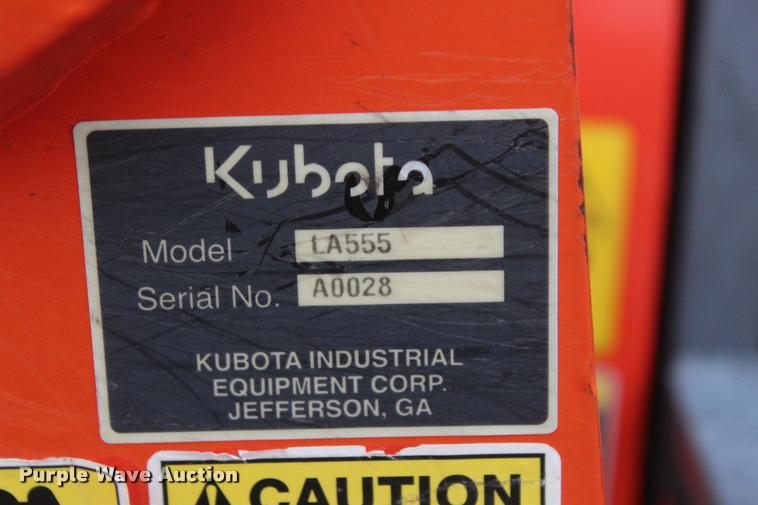 Kubota
Model LA555
Serial No. A0028
KUBOTA INDUSTRIAL
EQUIPMENT CORP.
JEFFERSON, GA
Purple Wave Auction
CAUTION